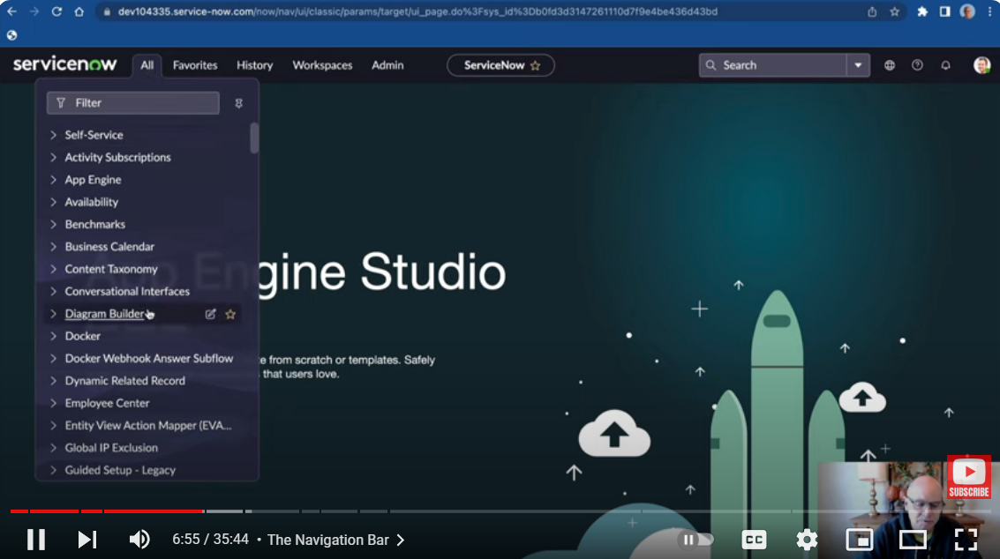 dev104335.service-now.com/now/nav/ui/classic/params/target/ui_page.do%3Fsys_id%3Db0fd3d3147261110d7f9e4be436d43bd
servicenow All Favorites History Workspaces Admin ServiceNow Search
Filter
Self-Service
Activity Subscriptions
App Engine
Availability
Benchmarks
Business Calendar
Content Taxonomy
Conversational Interfaces
Diagram Builder
Docker
Docker Webhook Answer Subflow
Dynamic Related Record
Employee Center
Entity View Action Mapper (EVA...
Global IP Exclusion
Guided Setup - Legacy
App Engine Studio
e from scratch or templates. Safely
that users love.
SUBSCRIBE
6:55 / 35:44 • The Navigation Bar
CC